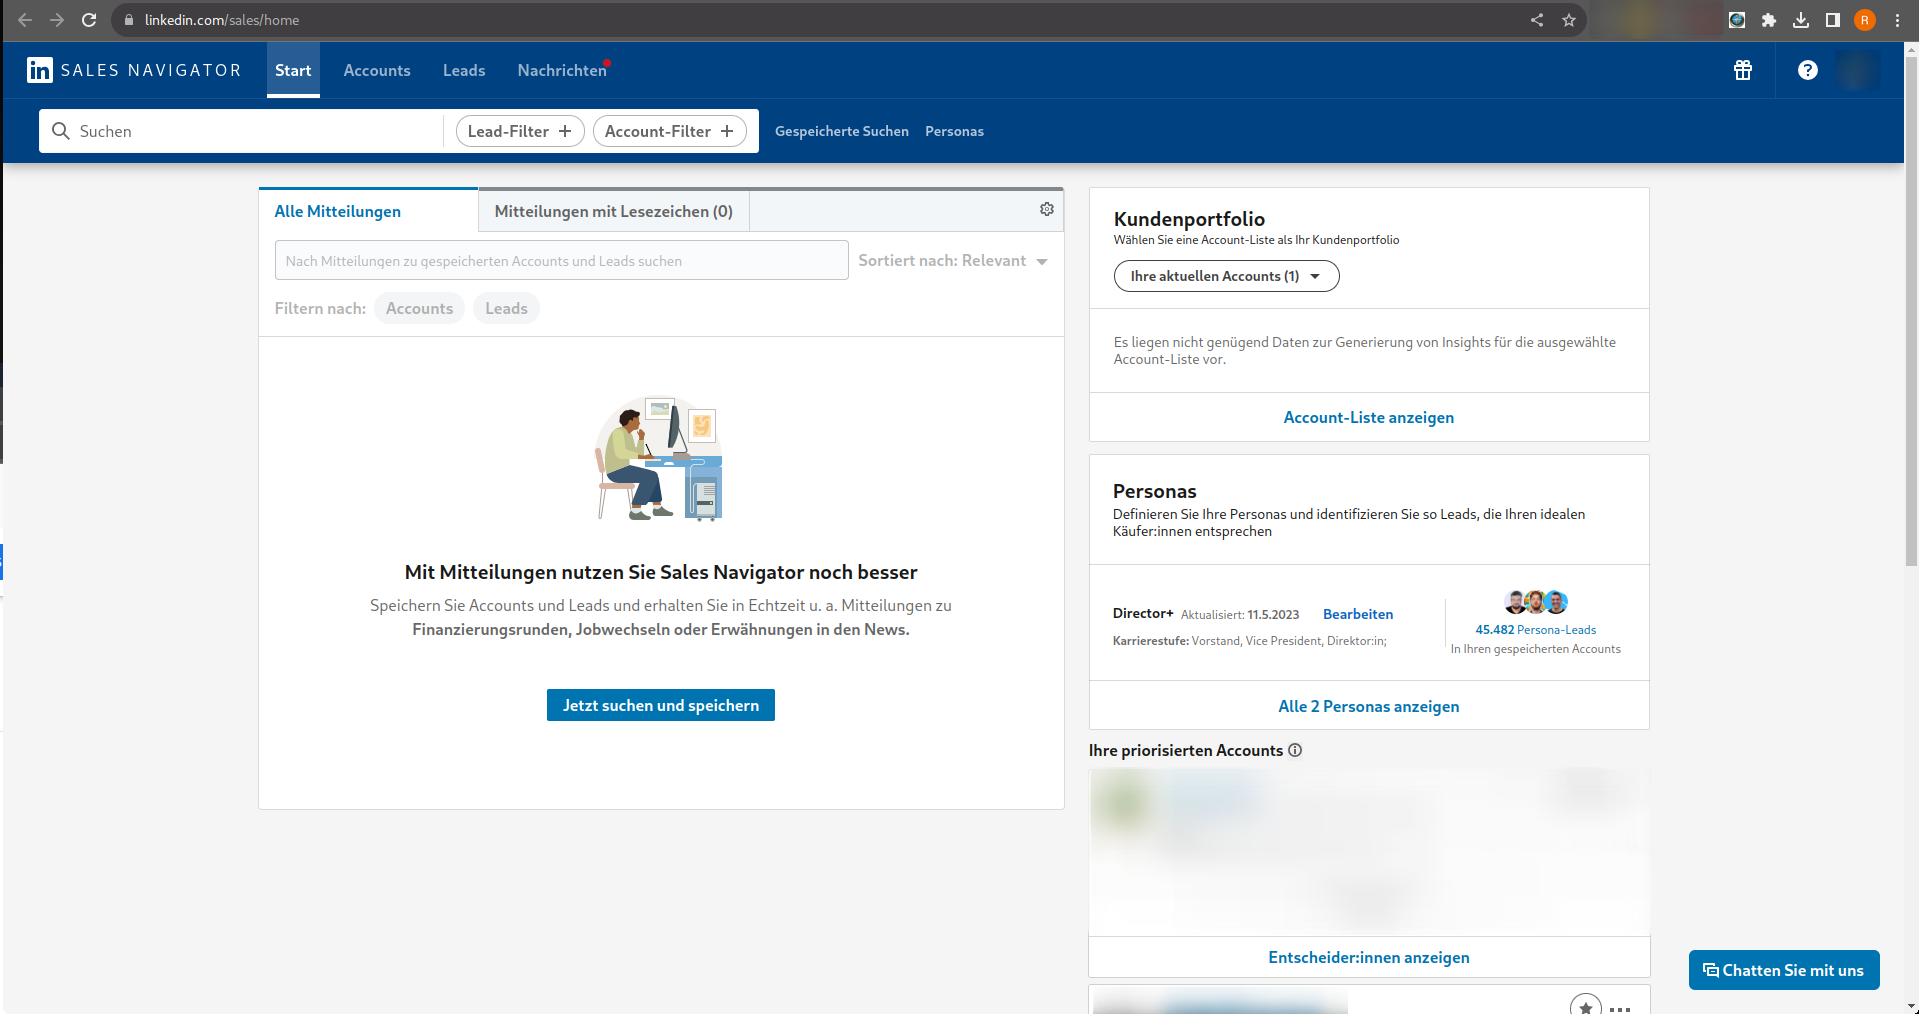 linkedin.com/sales/home
R
in SALES NAVIGATOR
Start
Accounts
Leads
Nachrichten
?
Suchen
Lead-Filter +
Account-Filter +
Gespeicherte Suchen
Personas
Alle Mitteilungen
Mitteilungen mit Lesezeichen (0)
Nach Mitteilungen zu gespeicherten Accounts und Leads suchen
Sortiert nach: Relevant
Filtern nach:
Accounts
Leads
Mit Mitteilungen nutzen Sie Sales Navigator noch besser
Speichern Sie Accounts und Leads und erhalten Sie in Echtzeit u. a. Mitteilungen zu
Finanzierungsrunden, Jobwechseln oder Erwähnungen in den News.
Jetzt suchen und speichern
Kundenportfolio
Wählen Sie eine Account-Liste als Ihr Kundenportfolio
Ihre aktuellen Accounts (1)
Es liegen nicht genügend Daten zur Generierung von Insights für die ausgewählte
Account-Liste vor.
Account-Liste anzeigen
Personas
Definieren Sie Ihre Personas und identifizieren Sie so Leads, die Ihren idealen
Käufer:innen entsprechen
Director+ Aktualisiert: 11.5.2023 Bearbeiten
Karrierestufe: Vorstand, Vice President, Direktor:in;
45.482 Persona-Leads
In Ihren gespeicherten Accounts
Alle 2 Personas anzeigen
Ihre priorisierten Accounts
Entscheider:innen anzeigen
Chatten Sie mit uns